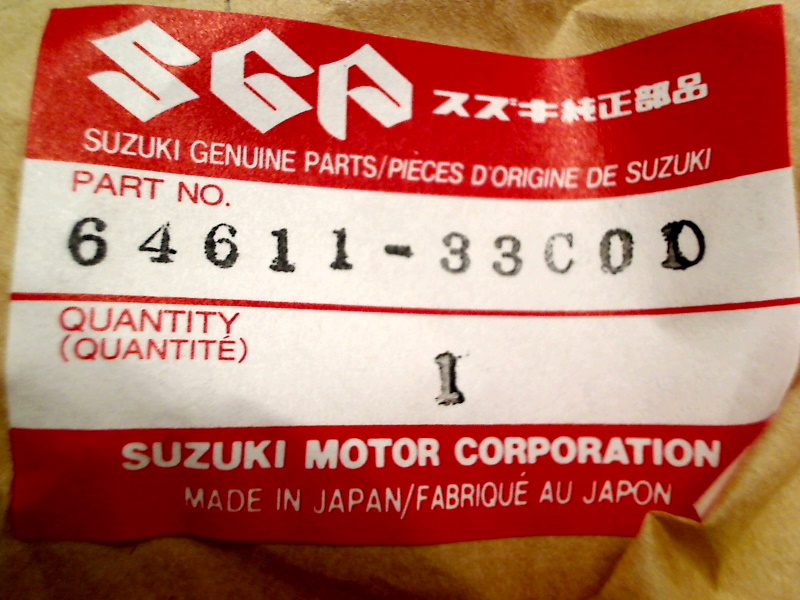 SGP スズキ純正部品
SUZUKI GENUINE PARTS/PIÈCES D'ORIGINE DE SUZUKI
PART NO.
64611-33C00
QUANTITY
(QUANTITÉ)
1
SUZUKI MOTOR CORPORATION
MADE IN JAPAN/FABRIQUÉ AU JAPON